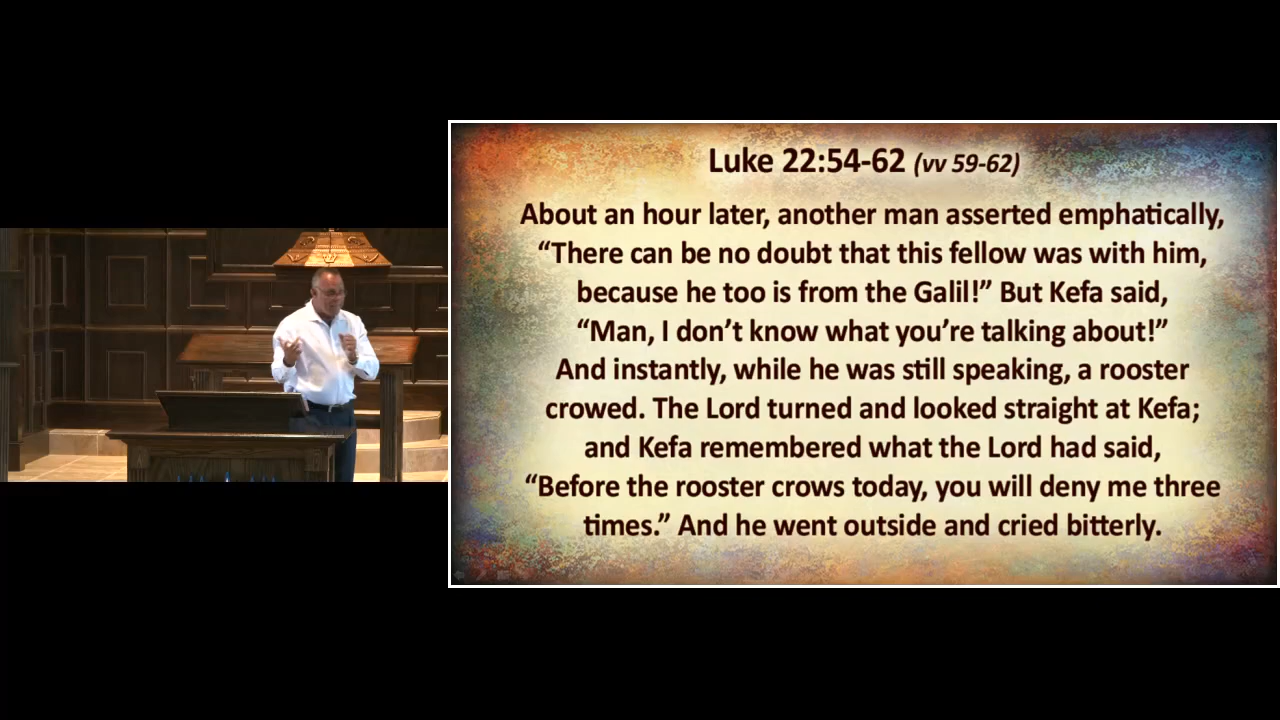 Luke 22:54-62 (vv 59-62)
About an hour later, another man asserted emphatically,
“There can be no doubt that this fellow was with him,
because he too is from the Galil!” But Kefa said,
“Man, I don’t know what you’re talking about!”
And instantly, while he was still speaking, a rooster
crowed. The Lord turned and looked straight at Kefa;
and Kefa remembered what the Lord had said,
“Before the rooster crows today, you will deny me three
times.” And he went outside and cried bitterly.